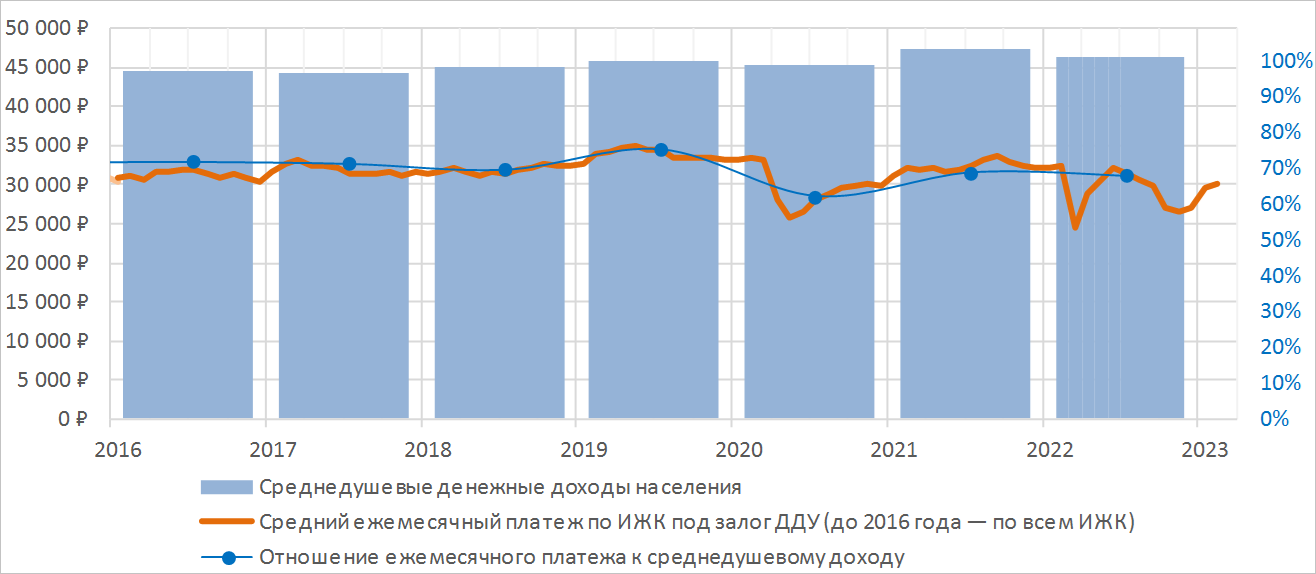 50 000 ₽
45 000 ₽
40 000 ₽
35 000 ₽
30 000 ₽
25 000 ₽
20 000 ₽
15 000 ₽
10 000 ₽
5 000 ₽
0 ₽
100%
90%
80%
70%
60%
50%
40%
30%
20%
10%
0%
2016 2017 2018 2019 2020 2021 2022 2023
Среднедушевые денежные доходы населения
Средний ежемесячный платеж по ИЖК под залог ДДУ (до 2016 года — по всем ИЖК)
Отношение ежемесячного платежа к среднедушевому доходу